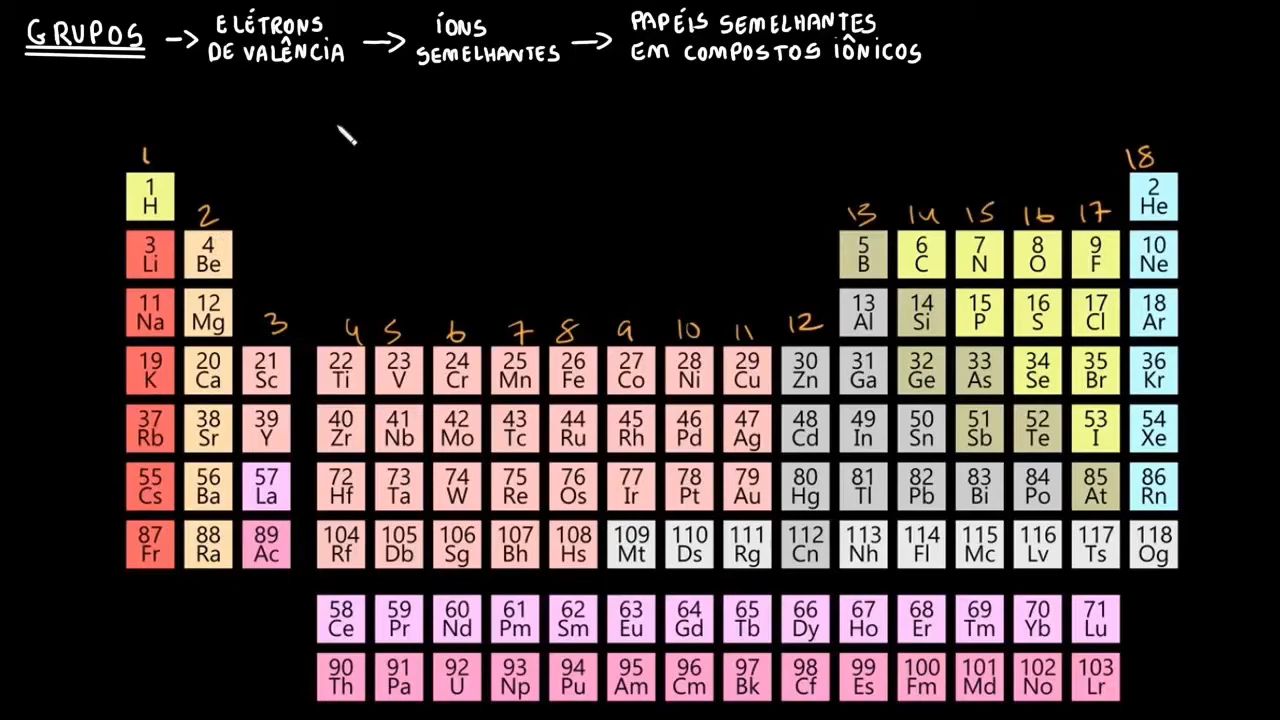 GRUPOS -> ELÉTRONS DE VALÊNCIA -> ÍONS SEMELHANTES -> PAPÉIS SEMELHANTES EM COMPOSTOS IÔNICOS
1 18
1 2
H He
2 13 14 15 16 17
3 4 5 6 7 8 9 10
Li Be B C N O F Ne
11 12 13 14 15 16 17 18
Na Mg Al Si P S Cl Ar
3 4 5 6 7 8 9 10 11 12
19 20 21 22 23 24 25 26 27 28 29 30 31 32 33 34 35 36
K Ca Sc Ti V Cr Mn Fe Co Ni Cu Zn Ga Ge As Se Br Kr
37 38 39 40 41 42 43 44 45 46 47 48 49 50 51 52 53 54
Rb Sr Y Zr Nb Mo Tc Ru Rh Pd Ag Cd In Sn Sb Te I Xe
55 56 57 72 73 74 75 76 77 78 79 80 81 82 83 84 85 86
Cs Ba La Hf Ta W Re Os Ir Pt Au Hg Tl Pb Bi Po At Rn
87 88 89 104 105 106 107 108 109 110 111 112 113 114 115 116 117 118
Fr Ra Ac Rf Db Sg Bh Hs Mt Ds Rg Cn Nh Fl Mc Lv Ts Og
58 59 60 61 62 63 64 65 66 67 68 69 70 71
Ce Pr Nd Pm Sm Eu Gd Tb Dy Ho Er Tm Yb Lu
90 91 92 93 94 95 96 97 98 99 100 101 102 103
Th Pa U Np Pu Am Cm Bk Cf Es Fm Md No Lr